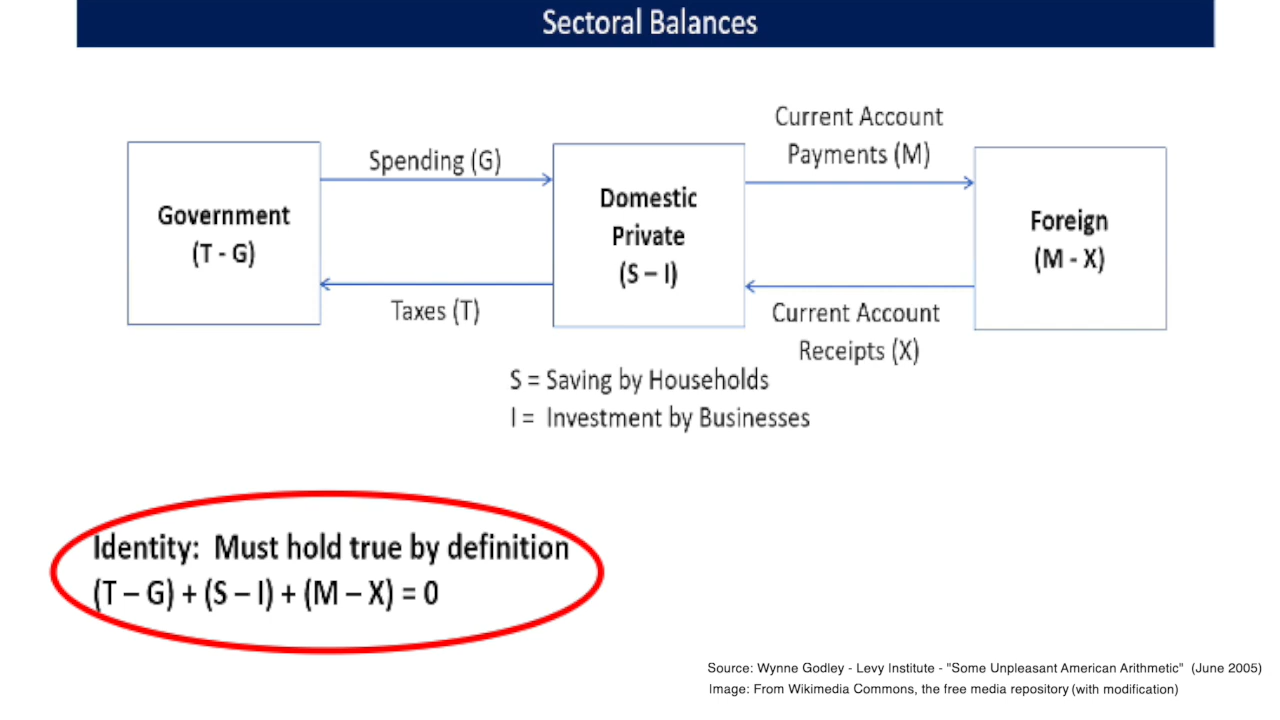 Sectoral Balances
Government
(T - G)
Spending (G)
Taxes (T)
Domestic
Private
(S – I)
Current Account
Payments (M)
Current Account
Receipts (X)
Foreign
(M - X)
S = Saving by Households
I = Investment by Businesses
Identity: Must hold true by definition
(T – G) + (S – I) + (M – X) = 0
Source: Wynne Godley - Levy Institute - "Some Unpleasant American Arithmetic" (June 2005)
Image: From Wikimedia Commons, the free media repository (with modification)